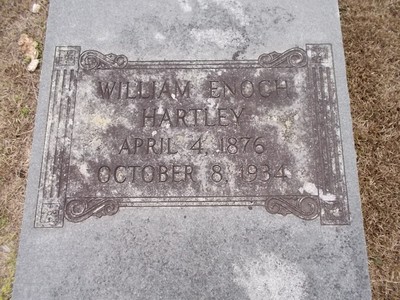 WILLIAM ENOCH
HARTLEY
APRIL 4, 1876
OCTOBER 8, 1934